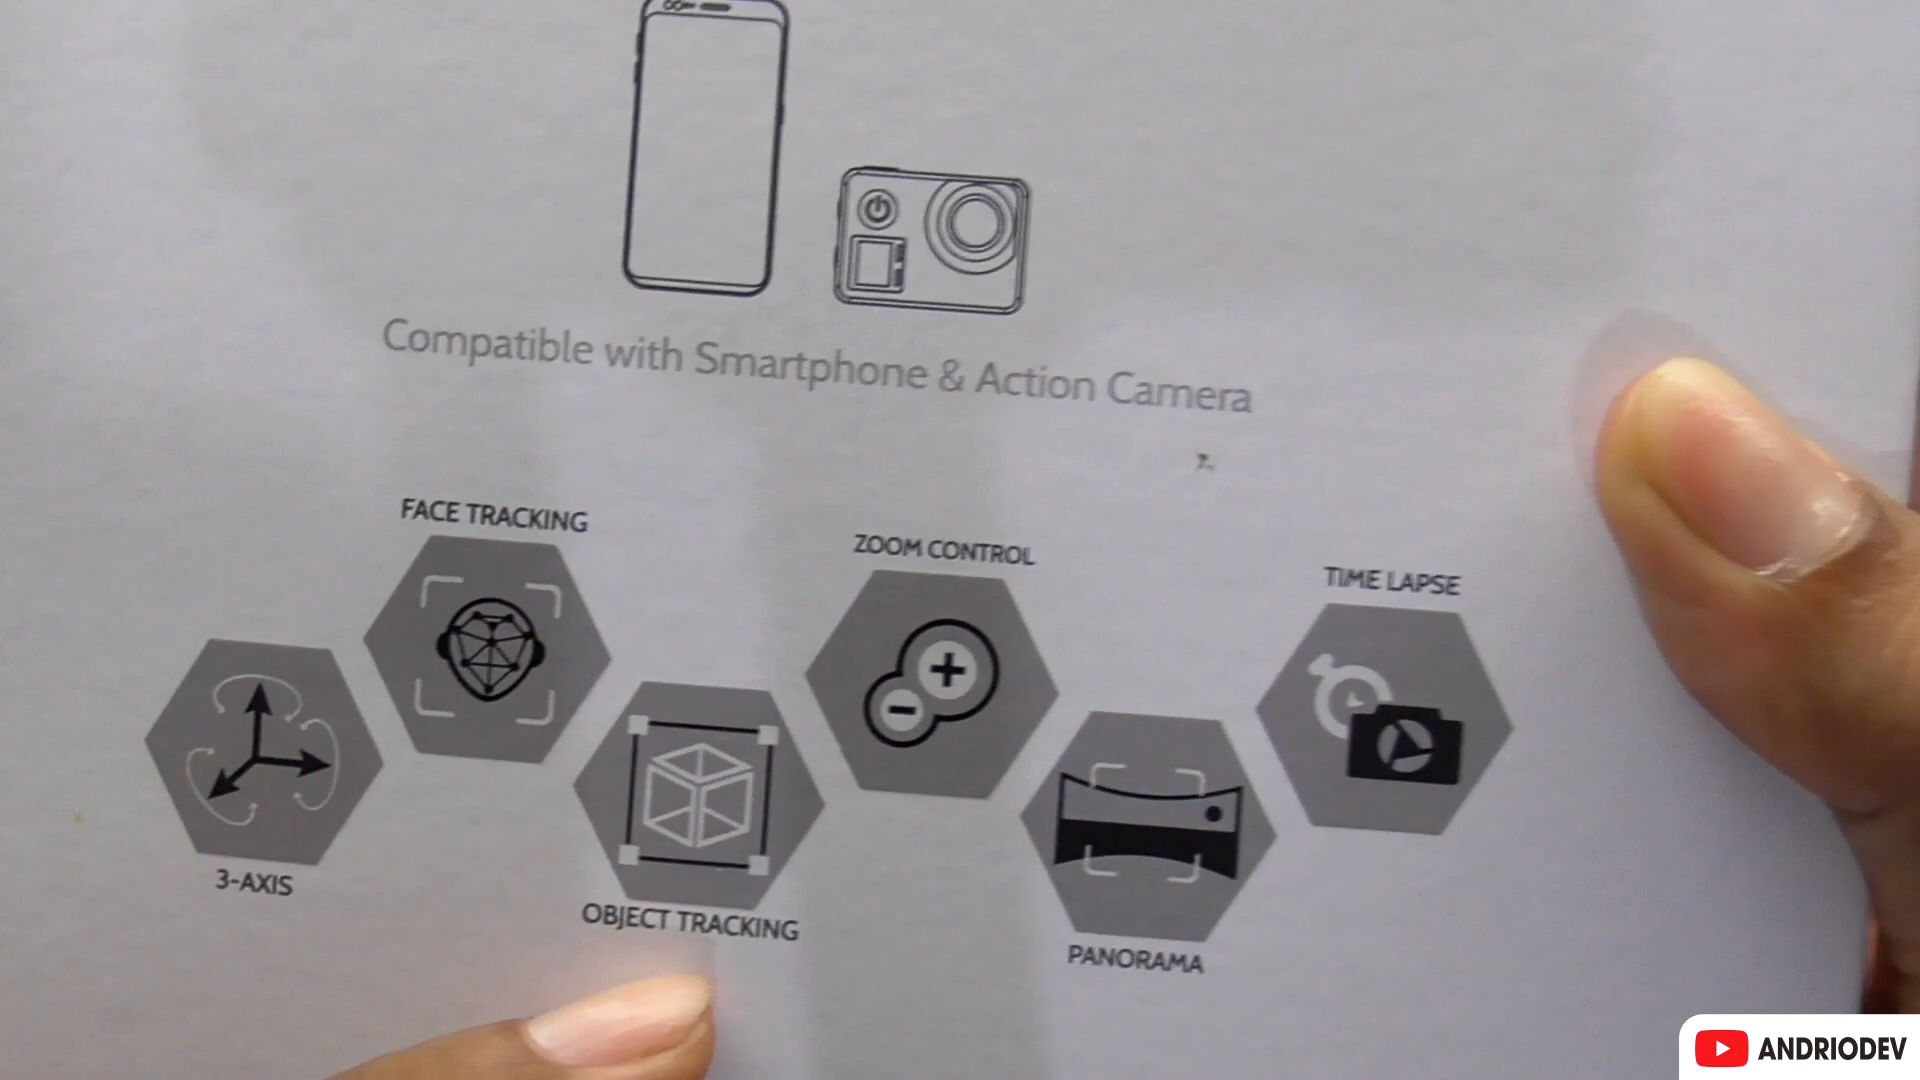 Compatible with Smartphone & Action Camera
FACE TRACKING
ZOOM CONTROL
TIME LAPSE
3-AXIS
OBJECT TRACKING
PANORAMA
ANDRIODEV